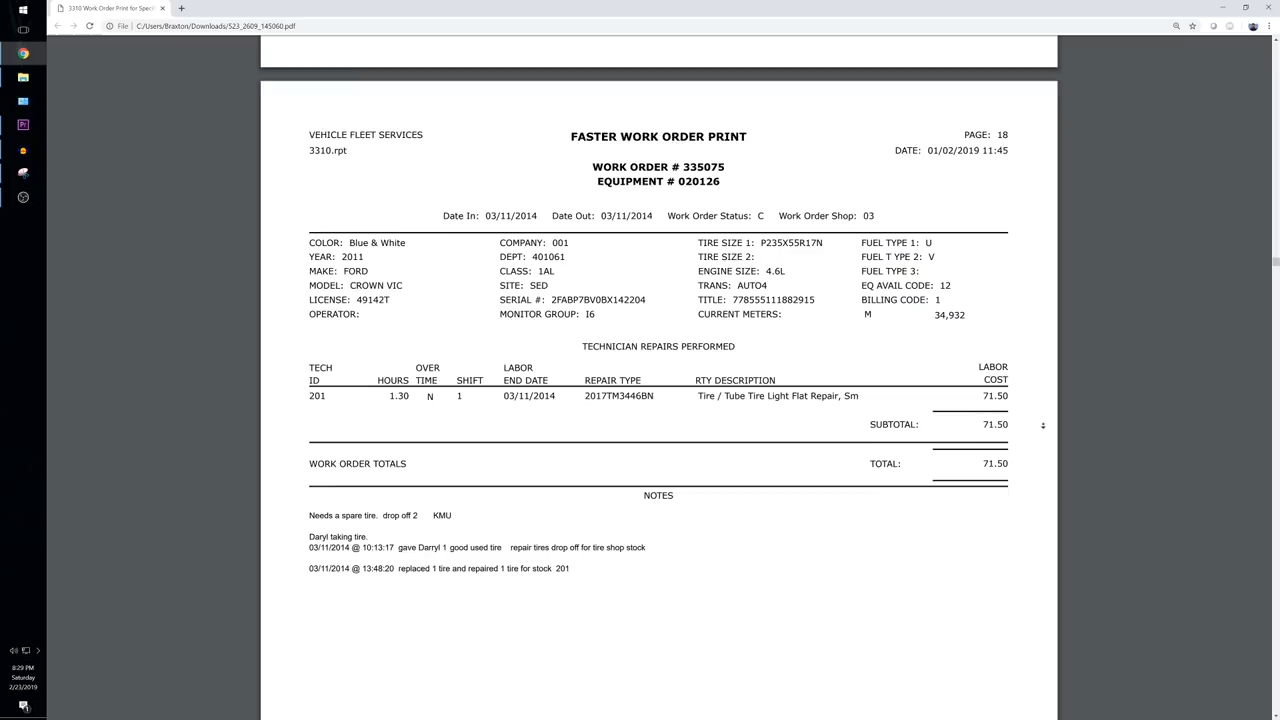 3310 Work Order Print for Specif
File C:/Users/Braxton/Downloads/523_2609_145060.pdf
VEHICLE FLEET SERVICES FASTER WORK ORDER PRINT PAGE: 18
3310.rpt DATE: 01/02/2019 11:45
WORK ORDER # 335075
EQUIPMENT # 020126
Date In: 03/11/2014 Date Out: 03/11/2014 Work Order Status: C Work Order Shop: 03
COLOR: Blue & White COMPANY: 001 TIRE SIZE 1: P235X55R17N FUEL TYPE 1: U
YEAR: 2011 DEPT: 401061 TIRE SIZE 2: FUEL T YPE 2: V
MAKE: FORD CLASS: 1AL ENGINE SIZE: 4.6L FUEL TYPE 3:
MODEL: CROWN VIC SITE: SED TRANS: AUTO4 EQ AVAIL CODE: 12
LICENSE: 49142T SERIAL #: 2FABP7BV0BX142204 TITLE: 778555111882915 BILLING CODE: 1
OPERATOR: MONITOR GROUP: I6 CURRENT METERS: M 34,932
TECHNICIAN REPAIRS PERFORMED
TECH OVER LABOR LABOR
ID HOURS TIME SHIFT END DATE REPAIR TYPE RTY DESCRIPTION COST
201 1.30 N 1 03/11/2014 2017TM3446BN Tire / Tube Tire Light Flat Repair, Sm 71.50
SUBTOTAL: 71.50
WORK ORDER TOTALS TOTAL: 71.50
NOTES
Needs a spare tire. drop off 2 KMU
Daryl taking tire.
03/11/2014 @ 10:13:17 gave Darryl 1 good used tire repair tires drop off for tire shop stock
03/11/2014 @ 13:48:20 replaced 1 tire and repaired 1 tire for stock 201
8:29 PM
Saturday
2/23/2019